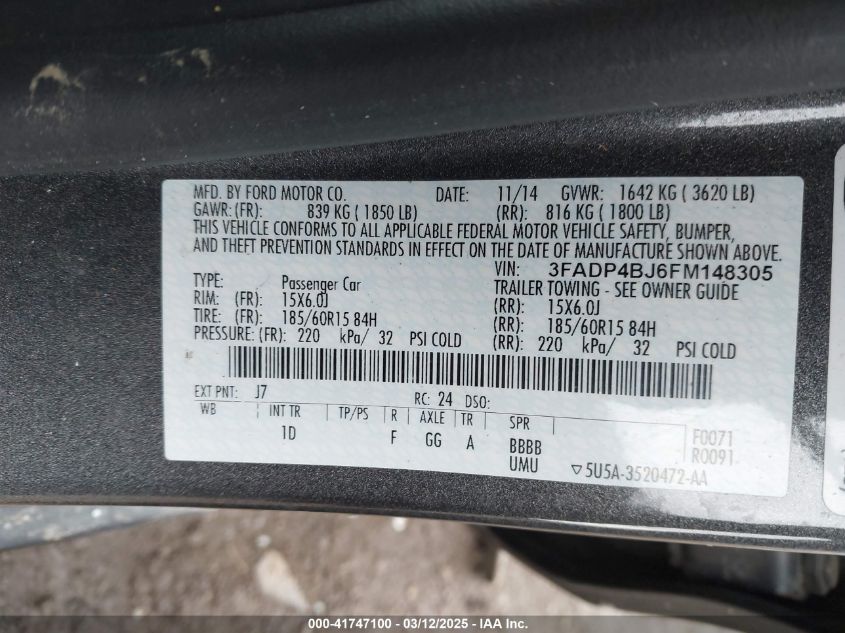 MFD. BY FORD MOTOR CO. DATE: 11/14 GVWR: 1642 KG ( 3620 LB)
GAWR: (FR): 839 KG ( 1850 LB) (RR): 816 KG ( 1800 LB)
THIS VEHICLE CONFORMS TO ALL APPLICABLE FEDERAL MOTOR VEHICLE SAFETY, BUMPER,
AND THEFT PREVENTION STANDARDS IN EFFECT ON THE DATE OF MANUFACTURE SHOWN ABOVE.
VIN: 3FADP4BJ6FM148305
TYPE: Passenger Car TRAILER TOWING - SEE OWNER GUIDE
RIM: (FR): 15X6.0J (RR): 15X6.0J
TIRE: (FR): 185/60R15 84H (RR): 185/60R15 84H
PRESSURE: (FR): 220 kPa/ 32 PSI COLD (RR): 220 kPa/ 32 PSI COLD
EXT PNT: J7 RC: 24 DSO:
WB INT TR TP/PS R AXLE TR SPR
1D F GG A BBBB
UMU
F0071
R0091
▽5U5A-3520472-AA
000-41747100 - 03/12/2025 - IAA Inc.